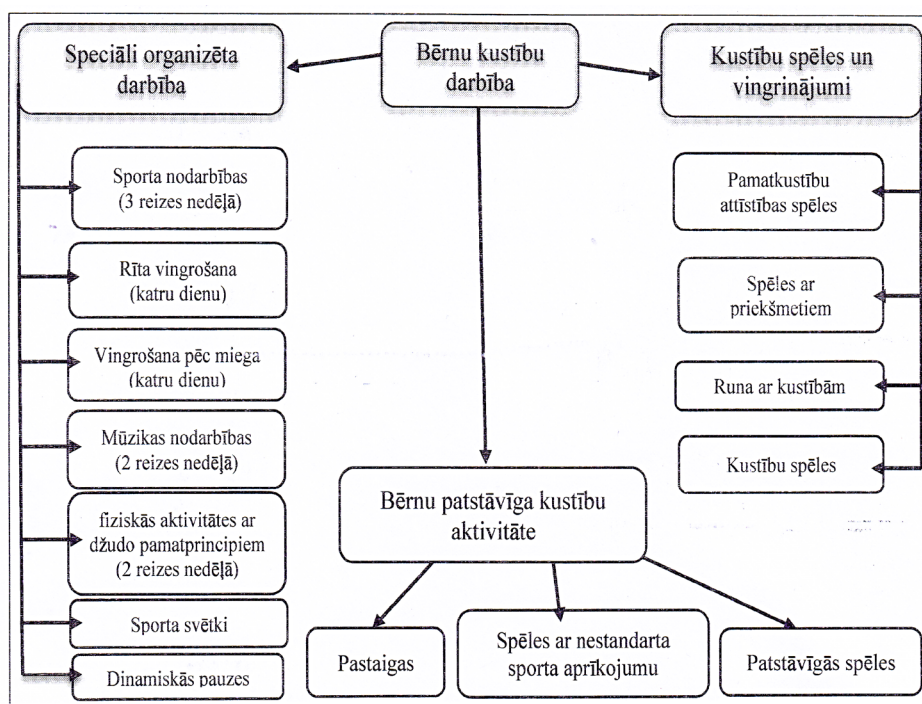 Speciāli organizēta
darbība
Bērnu kustību
darbība
Kustību spēles un
vingrinājumi
Sporta nodarbības
(3 reizes nedēļā)
Rīta vingrošana
(katru dienu)
Vingrošana pēc miega
(katru dienu)
Mūzikas nodarbības
(2 reizes nedēļā)
fiziskās aktivitātes ar
džudo pamatprincipiem
(2 reizes nedēļā)
Sporta svētki
Dinamiskās pauzes
Pamatkustību
attīstības spēles
Spēles ar
priekšmetiem
Runa ar kustībām
Kustību spēles
Bērnu patstāvīga kustību
aktivitāte
Pastaigas
Spēles ar nestandarta
sporta aprīkojumu
Patstāvīgās spēles